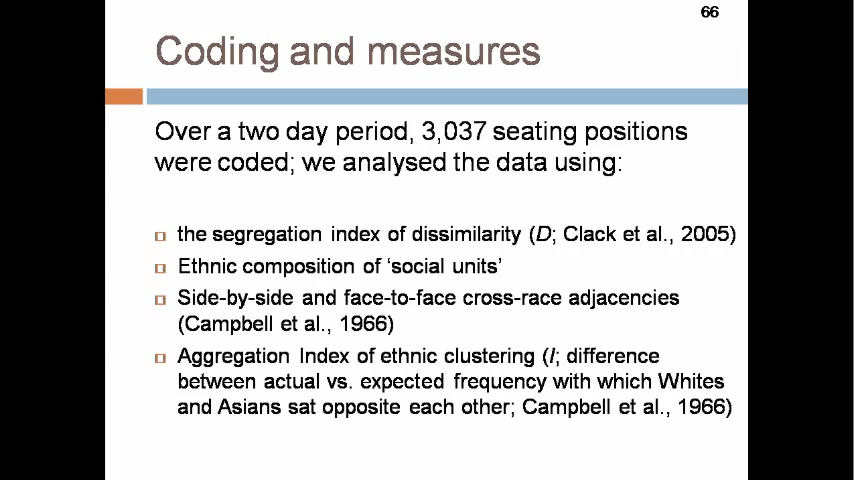 66
Coding and measures
Over a two day period, 3,037 seating positions
were coded; we analysed the data using:
the segregation index of dissimilarity (D; Clack et al., 2005)
Ethnic composition of 'social units'
Side-by-side and face-to-face cross-race adjacencies
(Campbell et al., 1966)
Aggregation Index of ethnic clustering (I; difference
between actual vs. expected frequency with which Whites
and Asians sat opposite each other; Campbell et al., 1966)